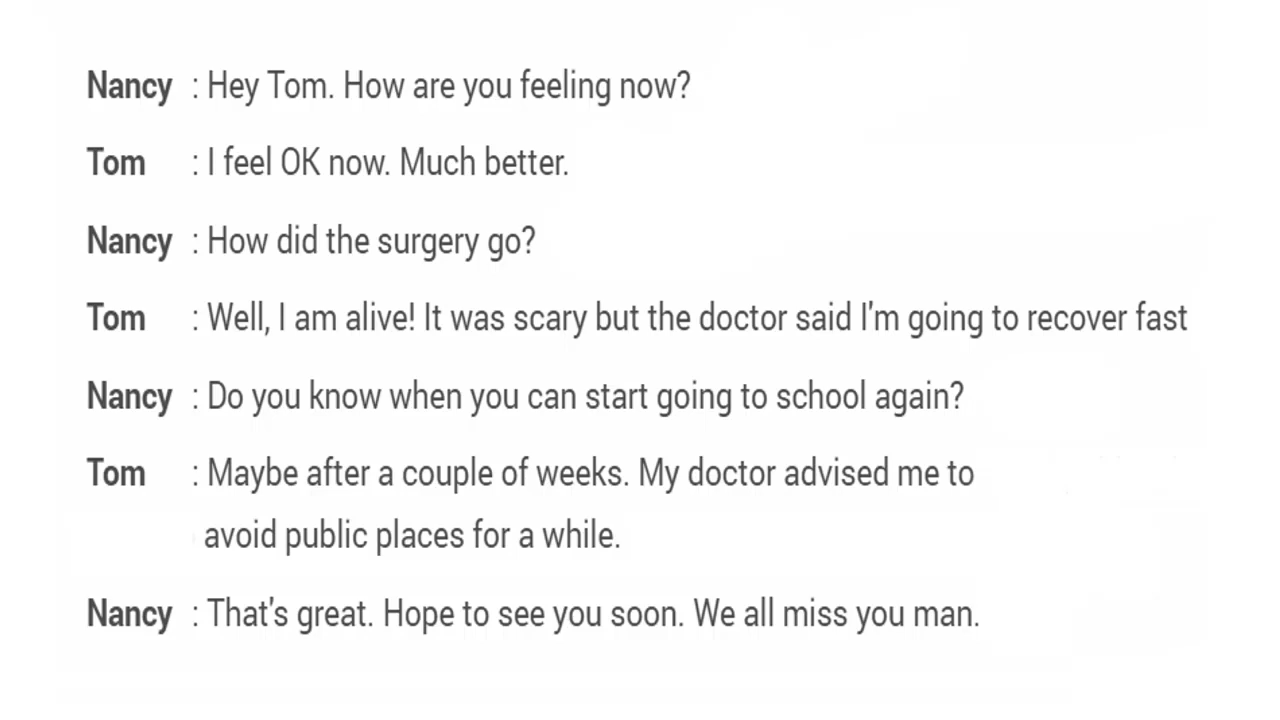 Nancy : Hey Tom. How are you feeling now?
Tom : I feel OK now. Much better.
Nancy : How did the surgery go?
Tom : Well, I am alive! It was scary but the doctor said I'm going to recover fast
Nancy : Do you know when you can start going to school again?
Tom : Maybe after a couple of weeks. My doctor advised me to
avoid public places for a while.
Nancy : That's great. Hope to see you soon. We all miss you man.